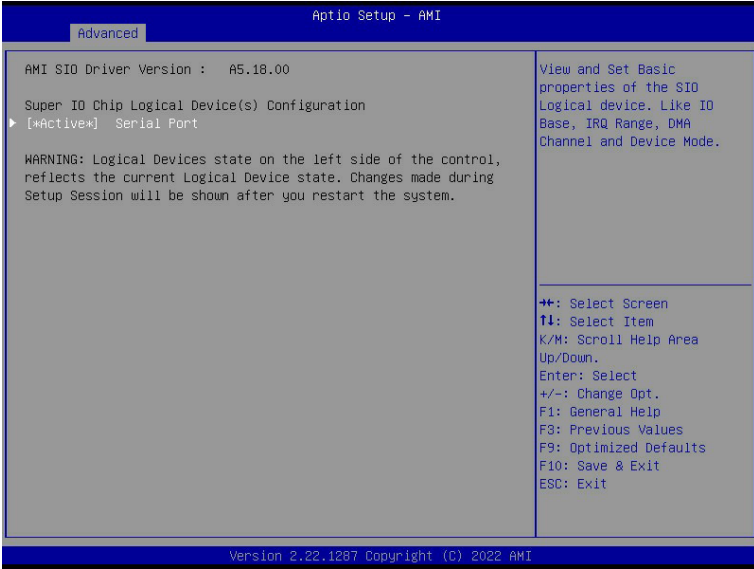 Aptio Setup – AMI
Advanced
AMI SIO Driver Version : A5.18.00
Super IO Chip Logical Device(s) Configuration
[*Active*] Serial Port
WARNING: Logical Devices state on the left side of the control,
reflects the current Logical Device state. Changes made during
Setup Session will be shown after you restart the system.
View and Set Basic
properties of the SIO
Logical device. Like IO
Base, IRQ Range, DMA
Channel and Device Mode.
→←: Select Screen
↑↓: Select Item
K/M: Scroll Help Area
Up/Down.
Enter: Select
+/-: Change Opt.
F1: General Help
F3: Previous Values
F9: Optimized Defaults
F10: Save & Exit
ESC: Exit
Version 2.22.1287 Copyright (C) 2022 AMI